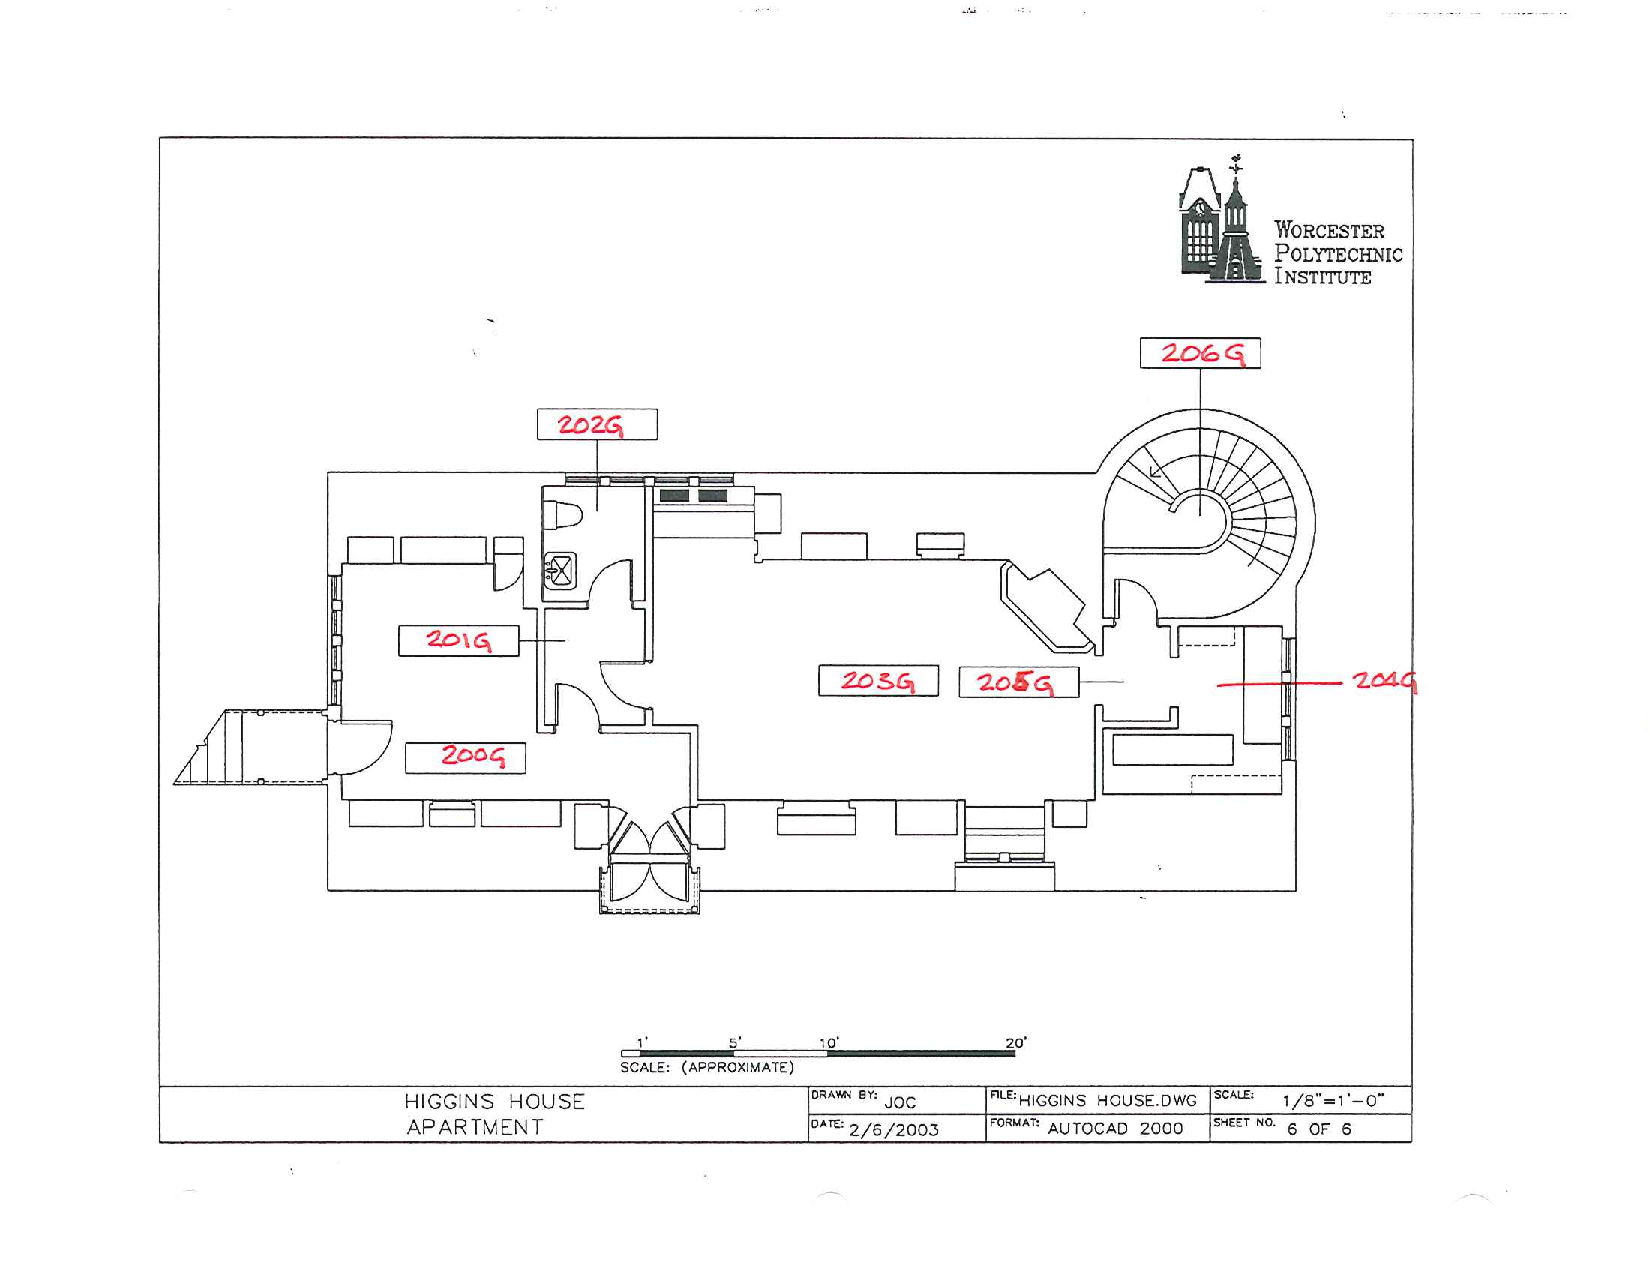 WORCESTER
POLYTECHNIC
INSTITUTE
206G
202G
201G
203G
205G
204G
200G
1' 5' 10' 20'
SCALE: (APPROXIMATE)
HIGGINS HOUSE
APARTMENT
DRAWN BY: JOC
DATE: 2/6/2003
FILE: HIGGINS HOUSE.DWG
FORMAT: AUTOCAD 2000
SCALE: 1/8"=1'-0"
SHEET NO. 6 OF 6